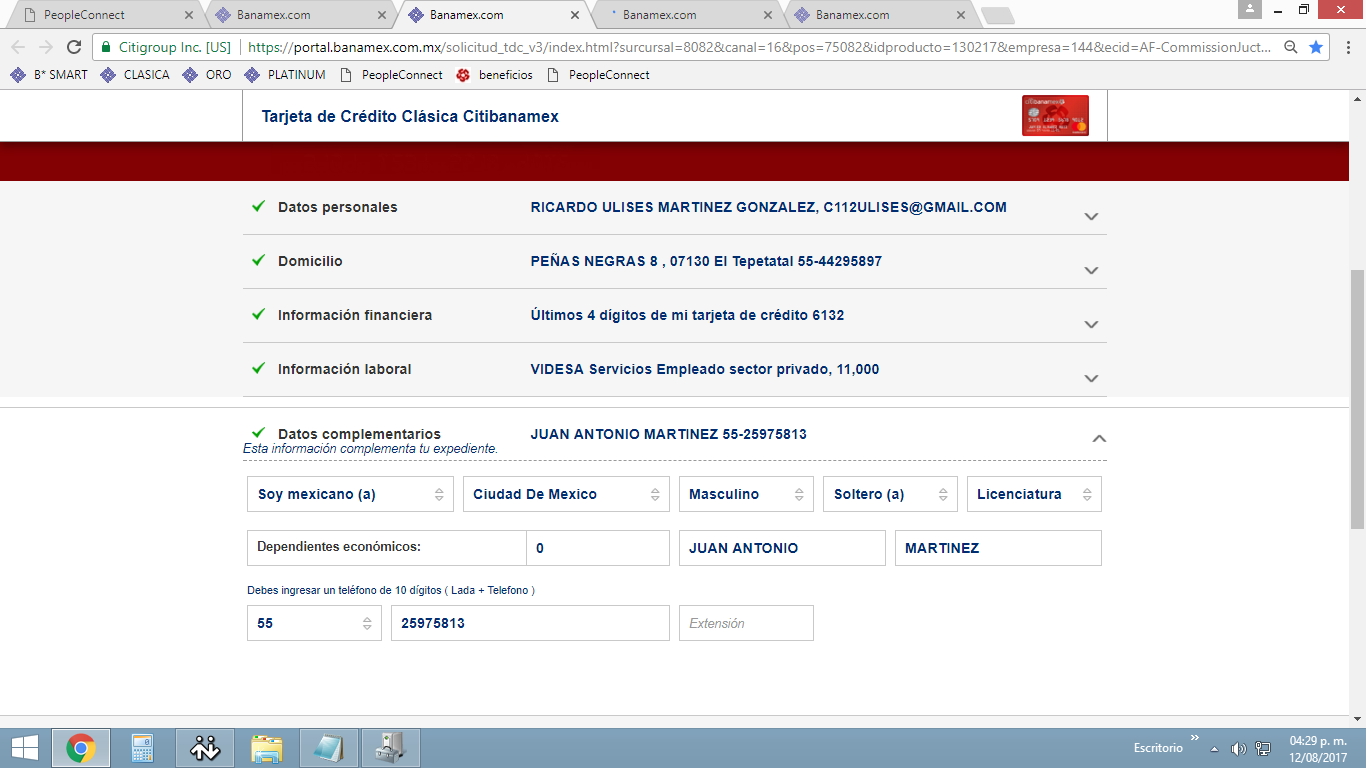 PeopleConnect
Banamex.com
Banamex.com
Banamex.com
Banamex.com
Citigroup Inc. [US] https://portal.banamex.com.mx/solicitud_tdc_v3/index.html?sucursal=8082&canal=16&pos=75082&idproducto=130217&empresa=144&ecid=AF-CommissionJuct...
B* SMART CLASICA ORO PLATINUM PeopleConnect beneficios PeopleConnect
Tarjeta de Crédito Clásica Citibanamex
Datos personales RICARDO ULISES MARTINEZ GONZALEZ, C112ULISES@GMAIL.COM
Domicilio PEÑAS NEGRAS 8 , 07130 El Tepetatal 55-44295897
Información financiera Últimos 4 dígitos de mi tarjeta de crédito 6132
Información laboral VIDESA Servicios Empleado sector privado, 11,000
Datos complementarios JUAN ANTONIO MARTINEZ 55-25975813
Esta información complementa tu expediente.
Soy mexicano (a) Ciudad De Mexico Masculino Soltero (a) Licenciatura
Dependientes económicos: 0 JUAN ANTONIO MARTINEZ
Debes ingresar un teléfono de 10 dígitos ( Lada + Telefono )
55 25975813 Extensión
Escritorio
04:29 p. m.
12/08/2017